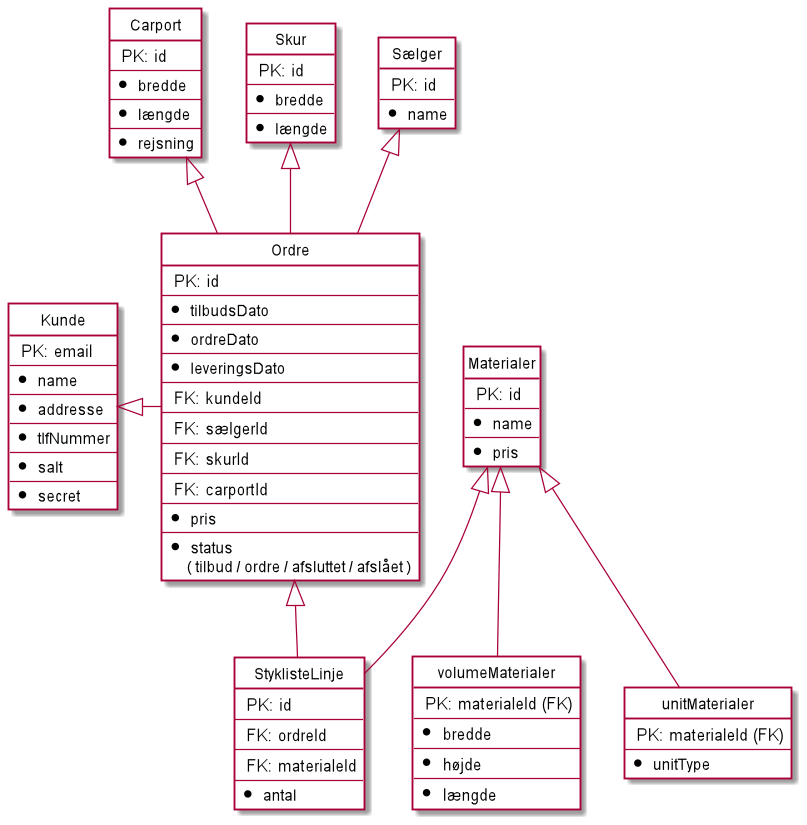 Carport
PK: id
bredde
længde
rejsning
Skur
PK: id
bredde
længde
Sælger
PK: id
name
Ordre
PK: id
tilbudsDato
ordreDato
leveringsDato
FK: kundeId
FK: sælgerId
FK: skurId
FK: carportId
pris
status
( tilbud / ordre / afsluttet / afslået )
Kunde
PK: email
name
addresse
tlfNummer
salt
secret
Materialer
PK: id
name
pris
StyklisteLinje
PK: id
FK: ordreId
FK: materialeId
antal
volumeMaterialer
PK: materialeId (FK)
bredde
højde
længde
unitMaterialer
PK: materialeId (FK)
unitType